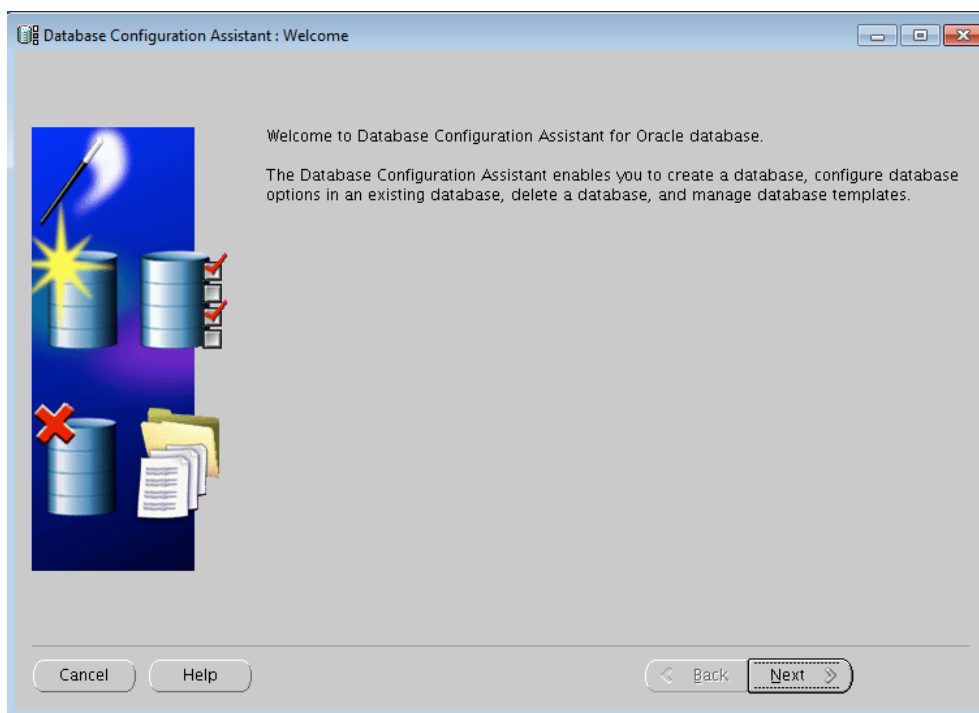 Database Configuration Assistant : Welcome
Welcome to Database Configuration Assistant for Oracle database.
The Database Configuration Assistant enables you to create a database, configure database
options in an existing database, delete a database, and manage database templates.
Cancel
Help
Back
Next